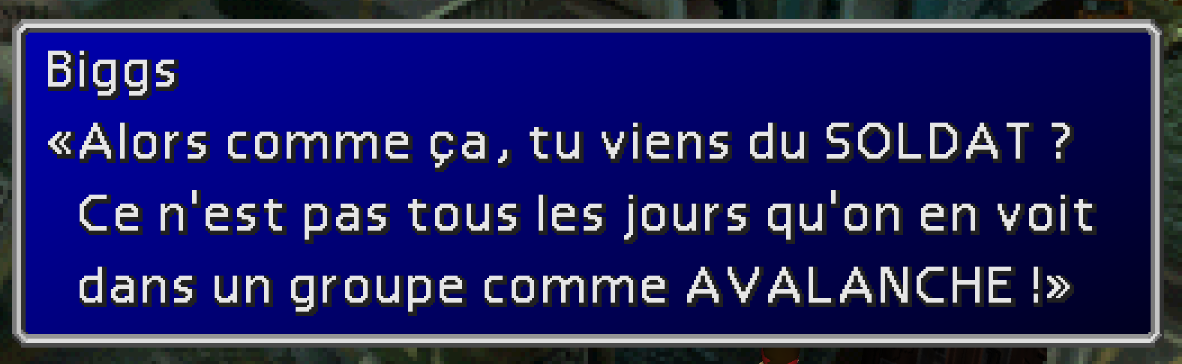 Biggs
«Alors comme ça, tu viens du SOLDAT ?
Ce n'est pas tous les jours qu'on en voit
dans un groupe comme AVALANCHE !»